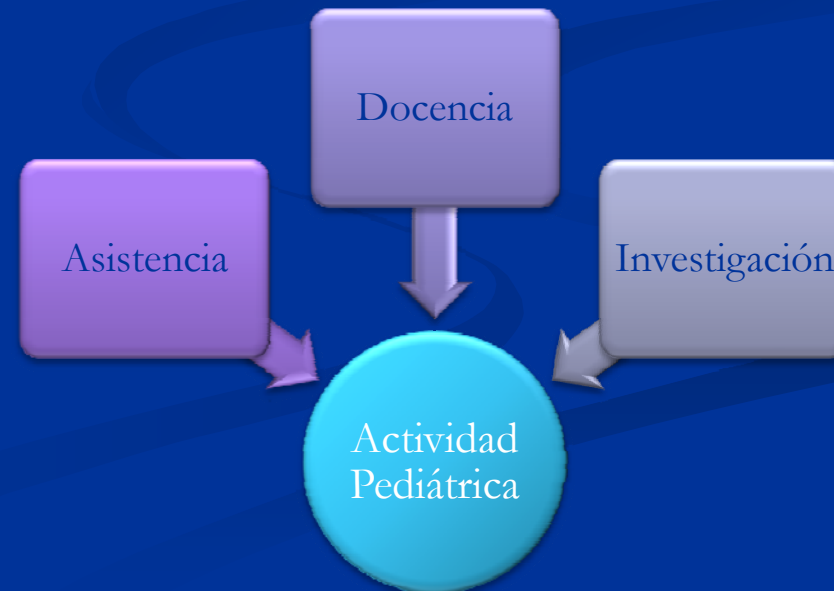 Docencia
Asistencia
Investigación
Actividad
Pediátrica